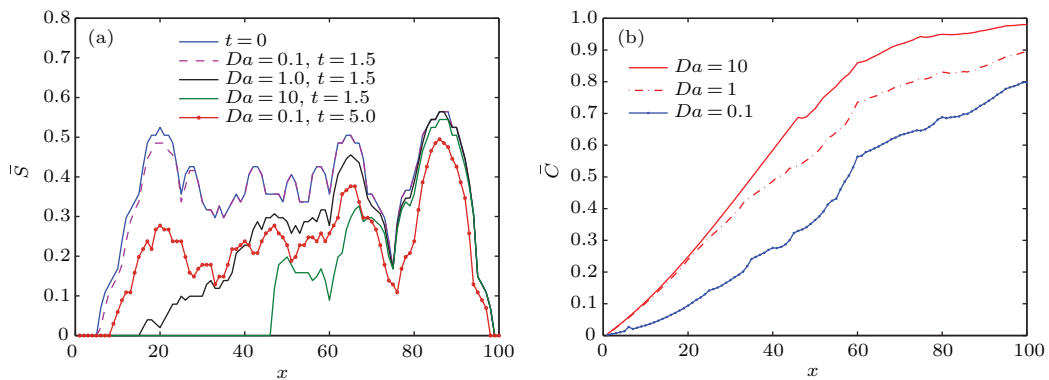 (a)
t=0
Da=0.1, t=1.5
Da=1.0, t=1.5
Da=10, t=1.5
Da=0.1, t=5.0
0.8
0.7
0.6
0.5
0.4
0.3
0.2
0.1
0
S̄
0 20 40 60 80 100
x
(b)
Da=10
Da=1
Da=0.1
1.0
0.9
0.8
0.7
0.6
0.5
0.4
0.3
0.2
0.1
0
C̄
0 20 40 60 80 100
x